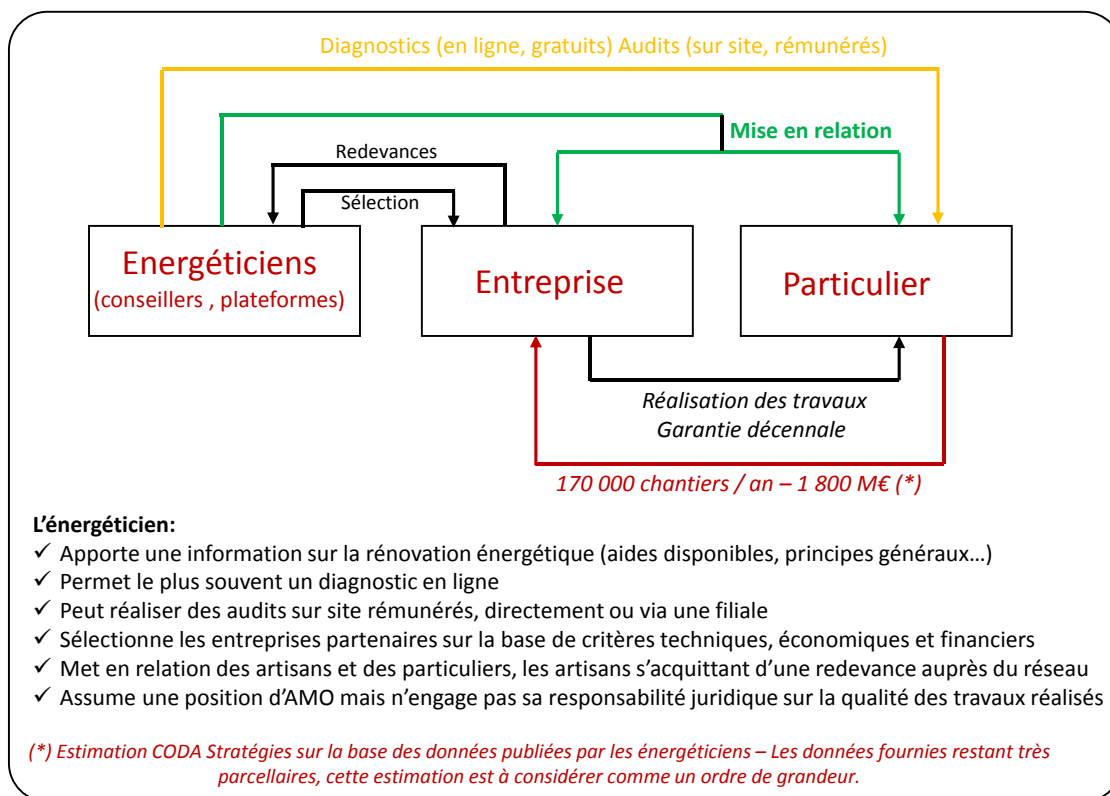 Diagnostics (en ligne, gratuits) Audits (sur site, rémunérés)
Mise en relation
Redevances
Sélection
Energéticiens
(conseillers , plateformes)
Entreprise
Particulier
Réalisation des travaux
Garantie décennale
170 000 chantiers / an – 1 800 M€ (*)
L’énergéticien:
✓ Apporte une information sur la rénovation énergétique (aides disponibles, principes généraux…)
✓ Permet le plus souvent un diagnostic en ligne
✓ Peut réaliser des audits sur site rémunérés, directement ou via une filiale
✓ Sélectionne les entreprises partenaires sur la base de critères techniques, économiques et financiers
✓ Met en relation des artisans et des particuliers, les artisans s’acquittant d’une redevance auprès du réseau
✓ Assume une position d’AMO mais n’engage pas sa responsabilité juridique sur la qualité des travaux réalisés
(*) Estimation CODA Stratégies sur la base des données publiées par les énergéticiens – Les données fournies restant très
parcellaires, cette estimation est à considérer comme un ordre de grandeur.